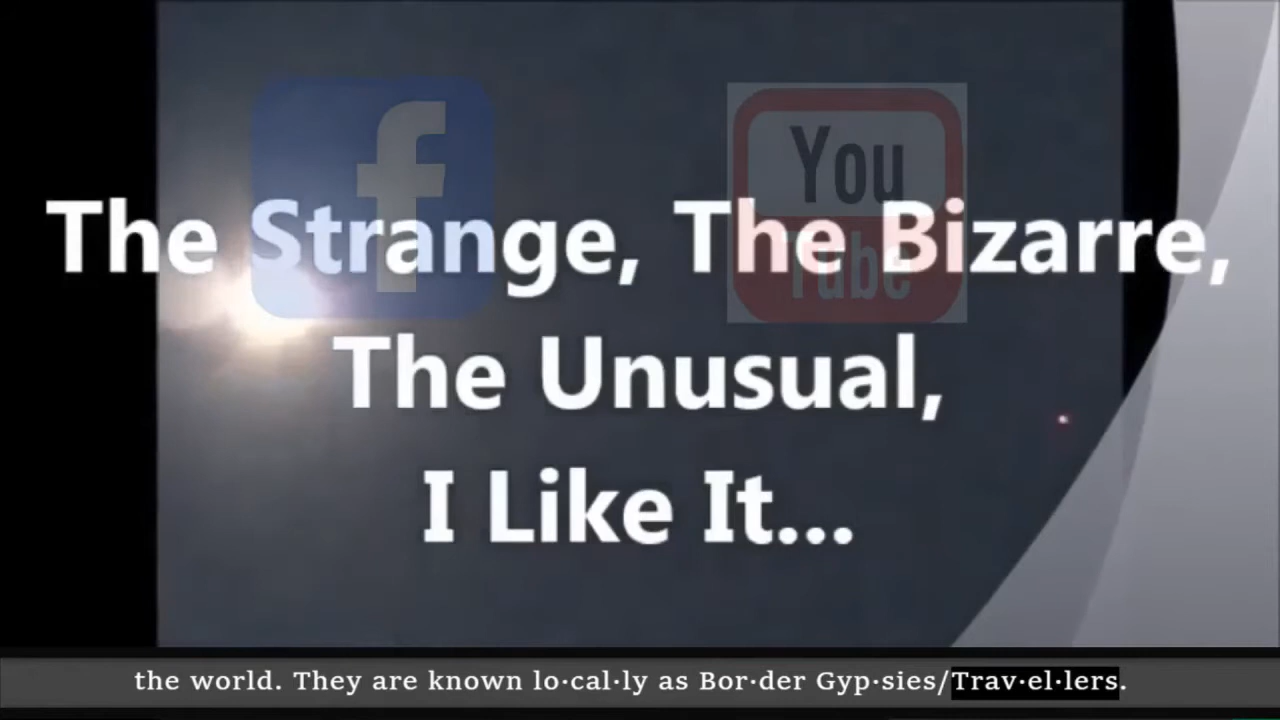 f
You
Tube
The Strange, The Bizarre,
The Unusual,
I Like It...
the world. They are known lo·cal·ly as Bor·der Gyp·sies/Trav·el·lers.